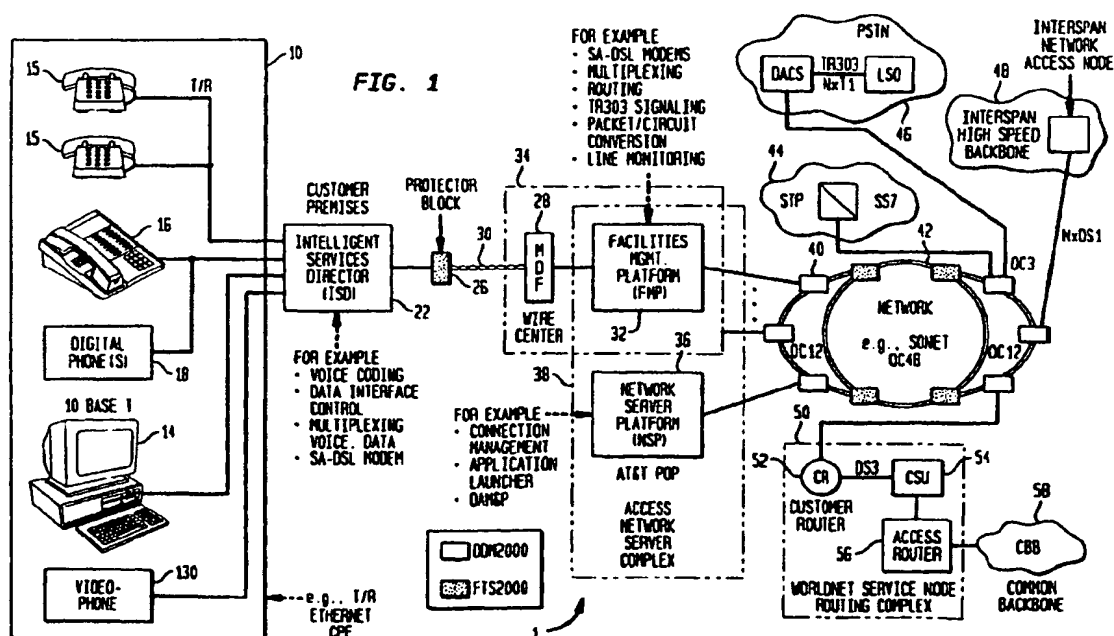 FIG. 1
10
15
T/R
15
16
DIGITAL
PHONE(S)
18
10 BASE T
14
VIDEO-
PHONE
130
e.g., T/R
ETHERNET
CPE
CUSTOMER
PREMISES
INTELLIGENT
SERVICES
DIRECTOR
(ISD)
22
FOR EXAMPLE
• VOICE CODING
• DATA INTERFACE
CONTROL
• MULTIPLEXING
VOICE, DATA
• SA-DSL MODEM
PROTECTOR
BLOCK
26
30
34
28
MDF
WIRE
CENTER
FOR EXAMPLE
• SA-DSL MODEMS
• MULTIPLEXING
• ROUTING
• TR303 SIGNALING
• PACKET/CIRCUIT
CONVERSION
• LINE MONITORING
FACILITIES
MGMT.
PLATFORM
(FMP)
32
36
38
NETWORK
SERVER
PLATFORM
(NSP)
AT&T POP
ACCESS
NETWORK
SERVER
COMPLEX
FOR EXAMPLE
• CONNECTION
MANAGEMENT
• APPLICATION
LAUNCHER
• OAM&P
DDM2000
FTS2000
1
PSTN
DACS
TR303
NxT1
LSO
46
44
STP
SS7
INTERSPAN
NETWORK
ACCESS NODE
48
INTERSPAN
HIGH SPEED
BACKBONE
NxDS1
40
42
OC3
OC12
NETWORK
e.g., SONET
OC48
OC12
50
52
CR
DS3
CSU
54
CUSTOMER
ROUTER
56
ACCESS
ROUTER
WORLDNET SERVICE NODE
ROUTING COMPLEX
58
CBB
COMMON
BACKBONE